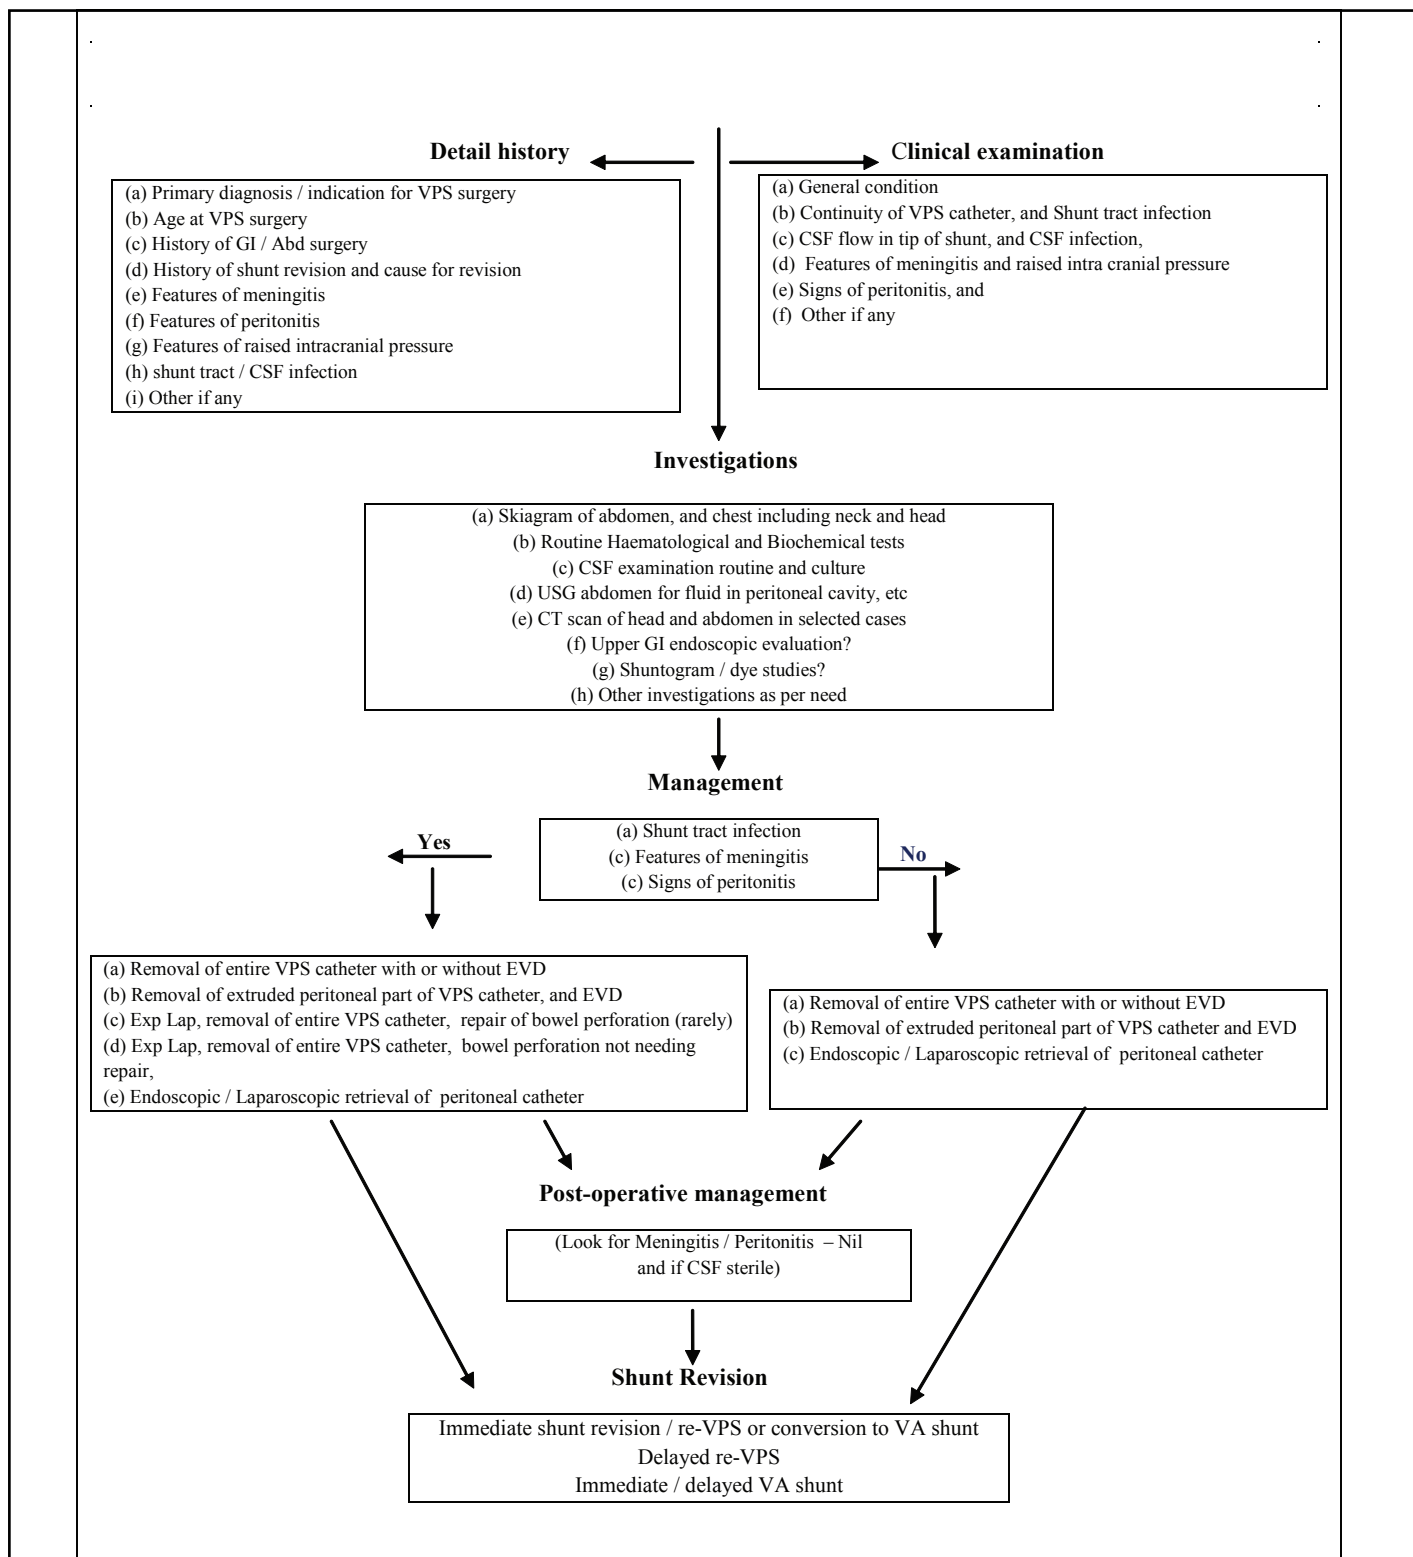 Detail history
Clinical examination
(a) Primary diagnosis / indication for VPS surgery
(b) Age at VPS surgery
(c) History of GI / Abd surgery
(d) History of shunt revision and cause for revision
(e) Features of meningitis
(f) Features of peritonitis
(g) Features of raised intracranial pressure
(h) shunt tract / CSF infection
(i) Other if any
(a) General condition
(b) Continuity of VPS catheter, and Shunt tract infection
(c) CSF flow in tip of shunt, and CSF infection,
(d) Features of meningitis and raised intra cranial pressure
(e) Signs of peritonitis, and
(f) Other if any
Investigations
(a) Skiagram of abdomen, and chest including neck and head
(b) Routine Haematological and Biochemical tests
(c) CSF examination routine and culture
(d) USG abdomen for fluid in peritoneal cavity, etc
(e) CT scan of head and abdomen in selected cases
(f) Upper GI endoscopic evaluation?
(g) Shuntogram / dye studies?
(h) Other investigations as per need
Management
(a) Shunt tract infection
(c) Features of meningitis
(c) Signs of peritonitis
Yes
No
(a) Removal of entire VPS catheter with or without EVD
(b) Removal of extruded peritoneal part of VPS catheter, and EVD
(c) Exp Lap, removal of entire VPS catheter, repair of bowel perforation (rarely)
(d) Exp Lap, removal of entire VPS catheter, bowel perforation not needing
repair,
(e) Endoscopic / Laparoscopic retrieval of peritoneal catheter
(a) Removal of entire VPS catheter with or without EVD
(b) Removal of extruded peritoneal part of VPS catheter and EVD
(c) Endoscopic / Laparoscopic retrieval of peritoneal catheter
Post-operative management
(Look for Meningitis / Peritonitis – Nil
and if CSF sterile)
Shunt Revision
Immediate shunt revision / re-VPS or conversion to VA shunt
Delayed re-VPS
Immediate / delayed VA shunt